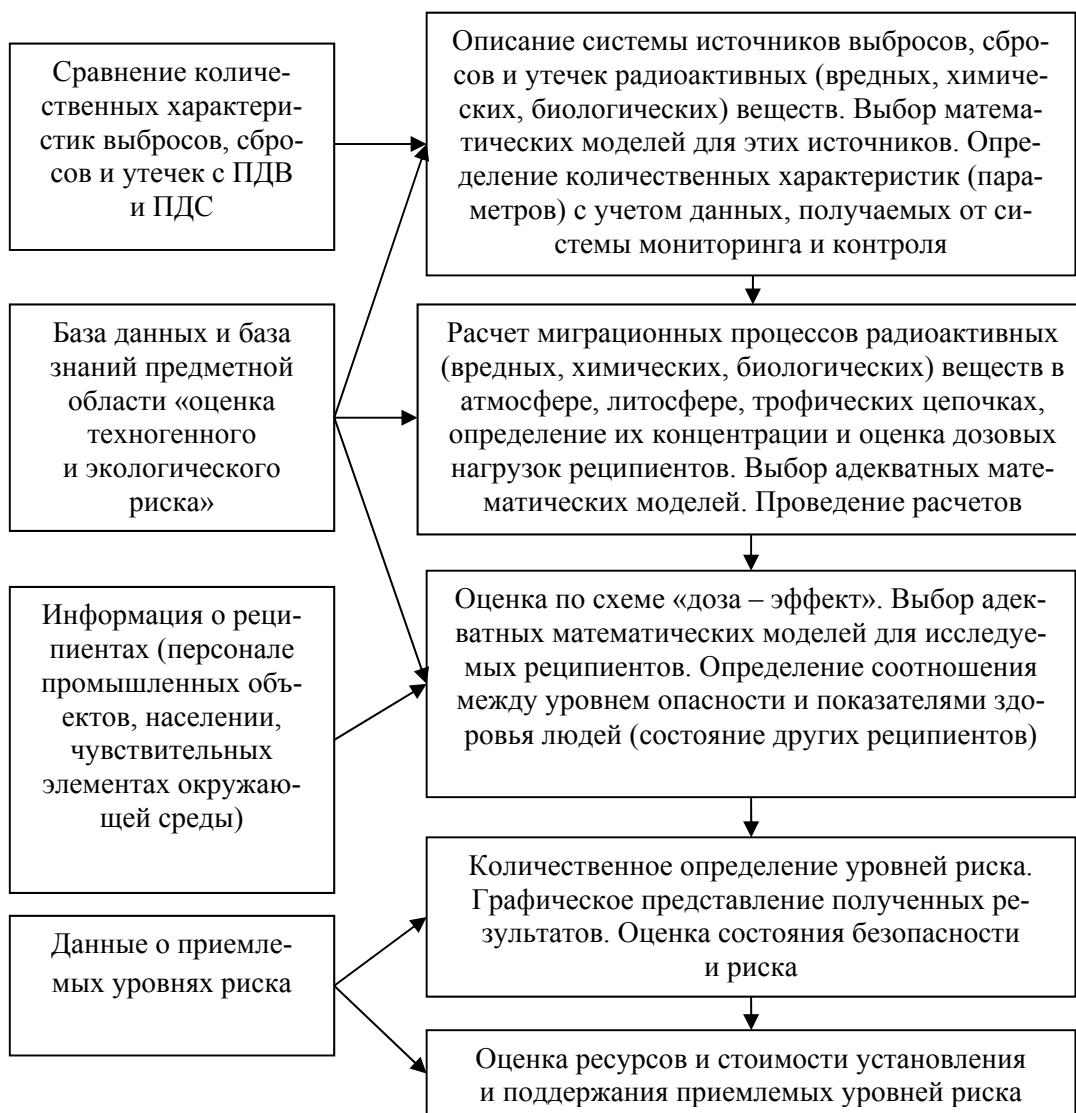 Сравнение количе-
ственных характери-
стик выбросов, сбро-
сов и утечек с ПДВ
и ПДС
Описание системы источников выбросов, сбро-
сов и утечек радиоактивных (вредных, химиче-
ских, биологических) веществ. Выбор матема-
тических моделей для этих источников. Опре-
деление количественных характеристик (пара-
метров) с учетом данных, получаемых от си-
стемы мониторинга и контроля
База данных и база
знаний предметной
области «оценка
техногенного
и экологического
риска»
Расчет миграционных процессов радиоактивных
(вредных, химических, биологических) веществ в
атмосфере, литосфере, трофических цепочках,
определение их концентрации и оценка дозовых
нагрузок реципиентов. Выбор адекватных мате-
матических моделей. Проведение расчетов
Информация о реци-
пиентах (персонале
промышленных объ-
ектов, населении,
чувствительных
элементах окружаю-
щей среды)
Оценка по схеме «доза – эффект». Выбор адек-
ватных математических моделей для исследуе-
мых реципиентов. Определение соотношения
между уровнем опасности и показателями здо-
ровья людей (состояние других реципиентов)
Количественное определение уровней риска.
Графическое представление полученных ре-
зультатов. Оценка состояния безопасности
и риска
Данные о приемле-
мых уровнях риска
Оценка ресурсов и стоимости установления
и поддержания приемлемых уровней риска